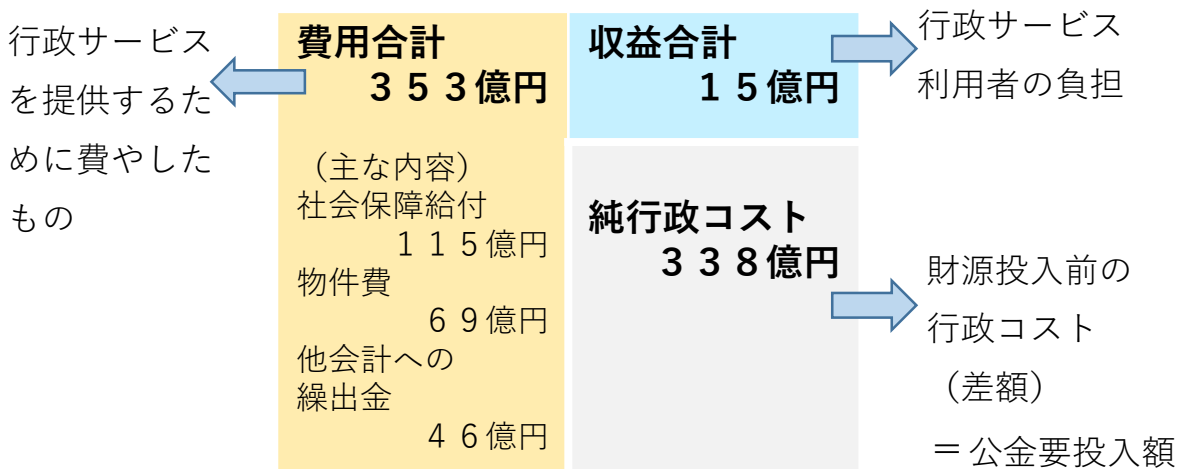 行政サービス
を提供するた
めに費やした
もの
費用合計
３５３億円
（主な内容）
社会保障給付
１１５億円
物件費
６９億円
他会計への
繰出金
４６億円
収益合計
１５億円
純行政コスト
３３８億円
行政サービス
利用者の負担
財源投入前の
行政コスト
（差額）
＝公金要投入額